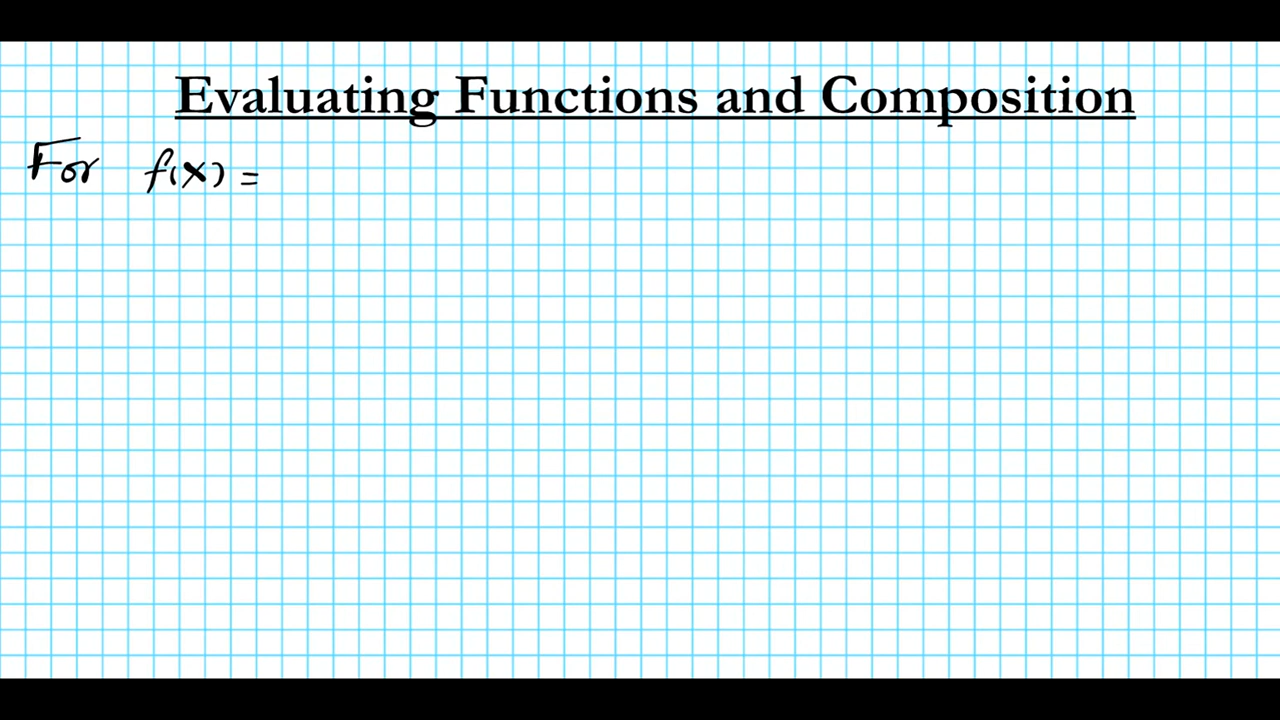 Evaluating Functions and Composition
For f(x) =